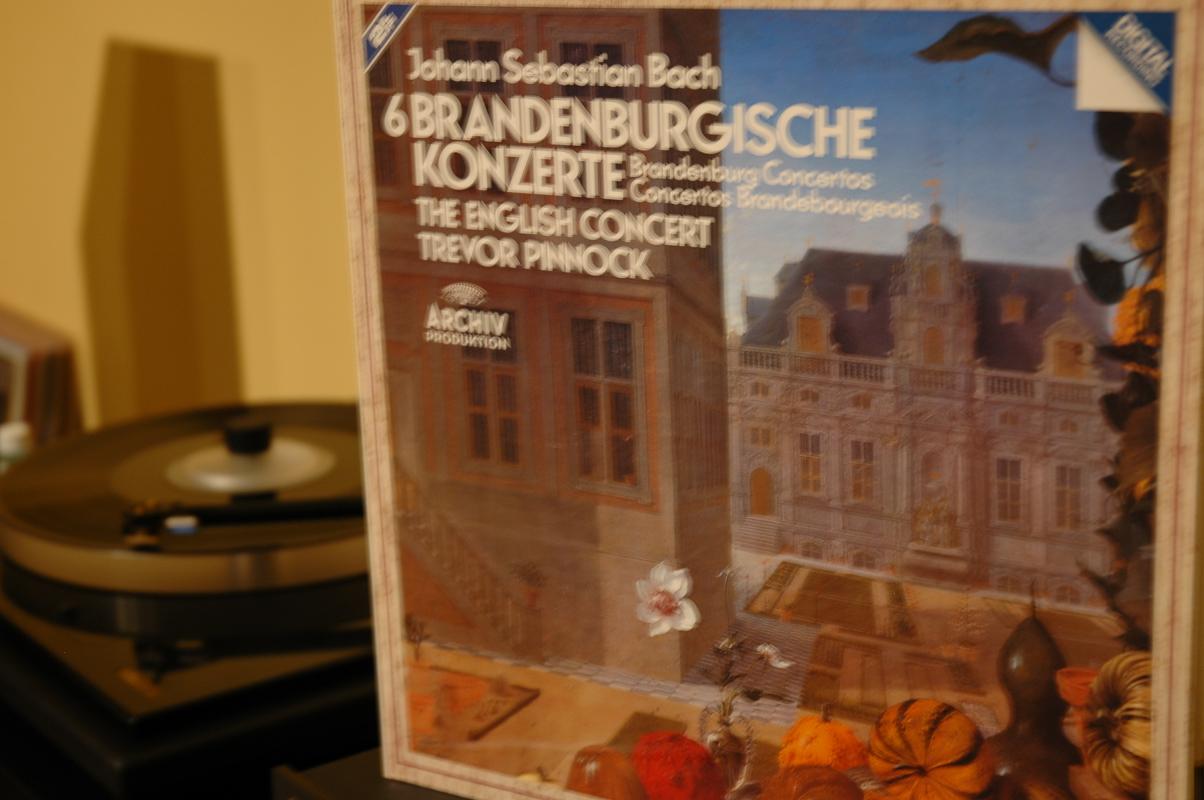 Johann Sebastian Bach
6 BRANDENBURGISCHE
KONZERTE
Brandenburg Concertos
Concertos Brandebourgeois
THE ENGLISH CONCERT
TREVOR PINNOCK
ARCHIV
PRODUKTION
DIGITAL